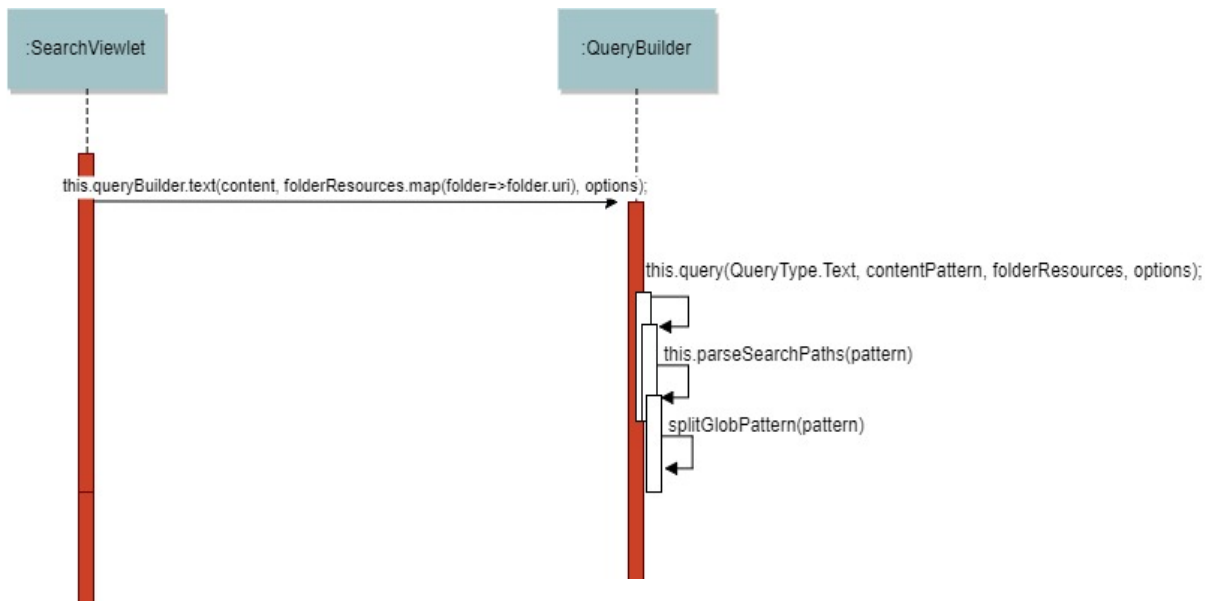 :SearchViewlet
:QueryBuilder
this.queryBuilder.text(content, folderResources.map(folder=>folder.uri), options);
this.query(QueryType.Text, contentPattern, folderResources, options);
this.parseSearchPaths(pattern)
splitGlobPattern(pattern)